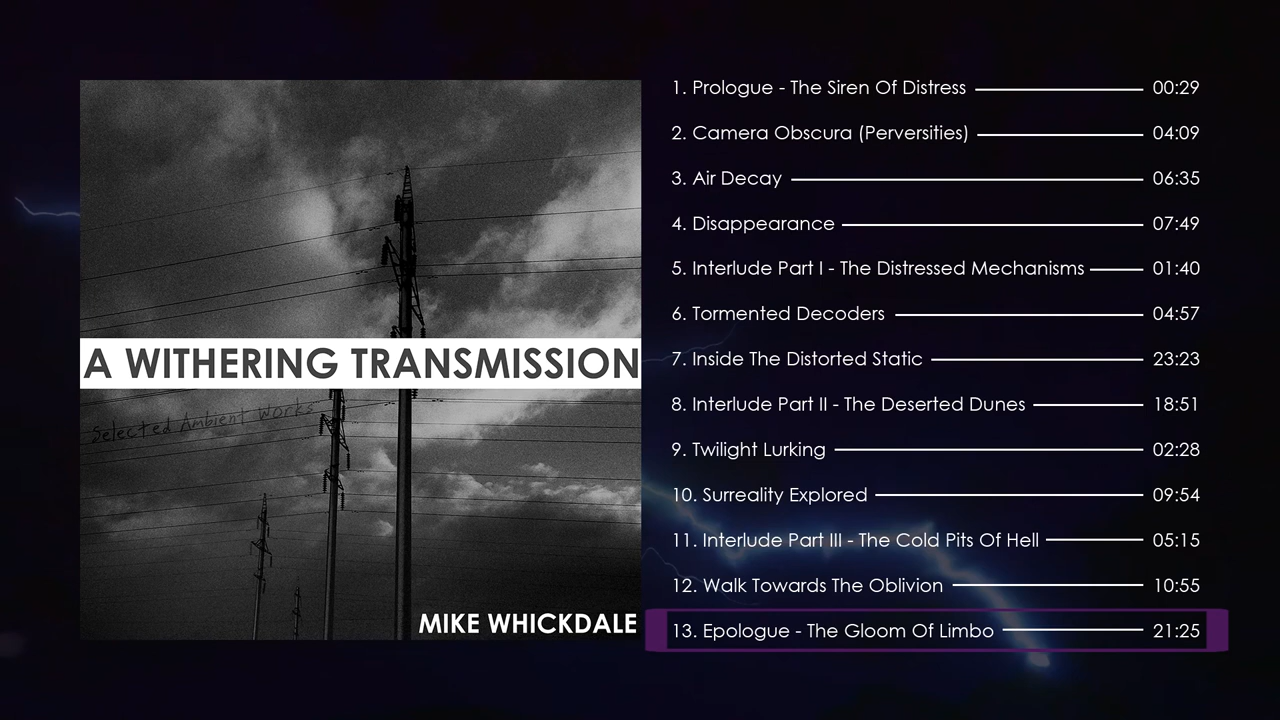 A WITHERING TRANSMISSION
Selected Ambient Works
MIKE WHICKDALE
1. Prologue - The Siren Of Distress 00:29
2. Camera Obscura (Perversities) 04:09
3. Air Decay 06:35
4. Disappearance 07:49
5. Interlude Part I - The Distressed Mechanisms 01:40
6. Tormented Decoders 04:57
7. Inside The Distorted Static 23:23
8. Interlude Part II - The Deserted Dunes 18:51
9. Twilight Lurking 02:28
10. Surreality Explored 09:54
11. Interlude Part III - The Cold Pits Of Hell 05:15
12. Walk Towards The Oblivion 10:55
13. Epologue - The Gloom Of Limbo 21:25